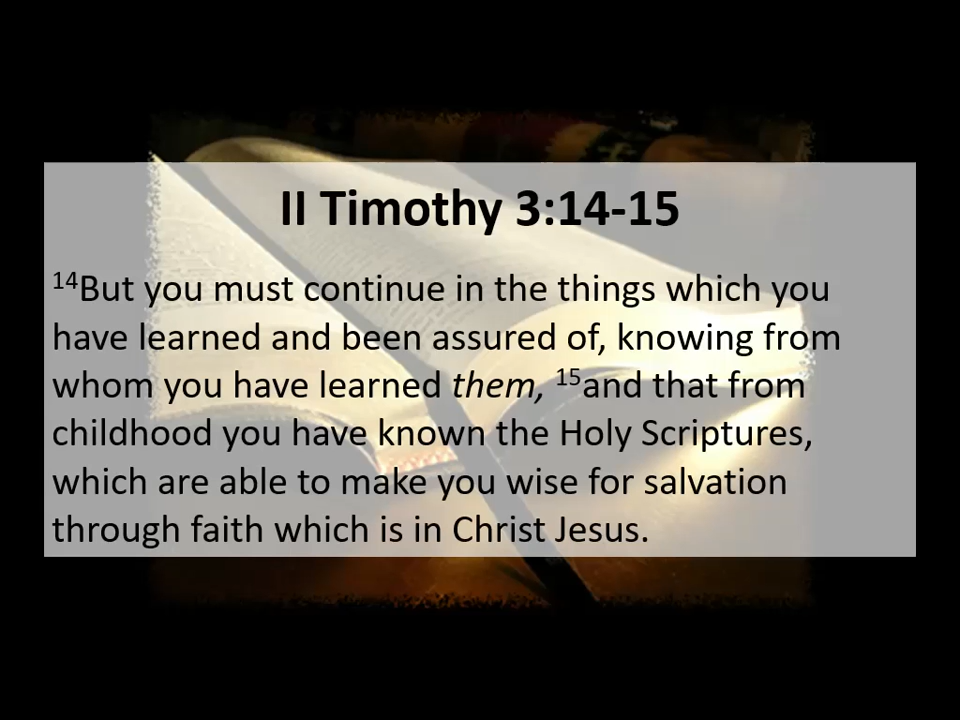 II Timothy 3:14-15
¹⁴But you must continue in the things which you
have learned and been assured of, knowing from
whom you have learned them, ¹⁵and that from
childhood you have known the Holy Scriptures,
which are able to make you wise for salvation
through faith which is in Christ Jesus.